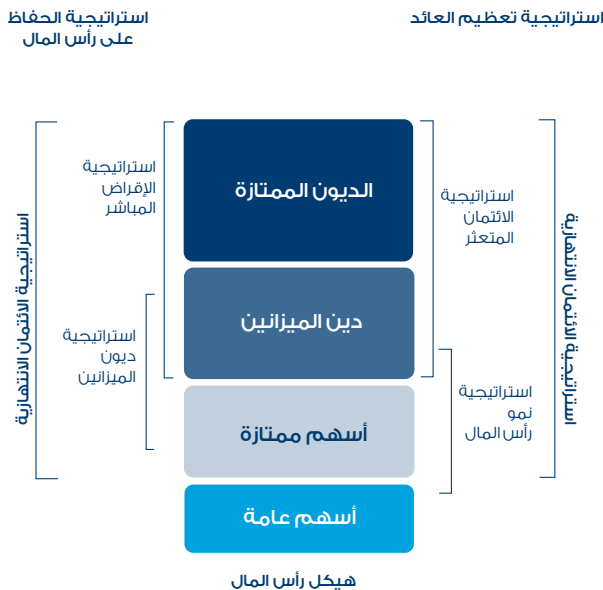 استراتيجية تعظيم العائد
استراتيجية الحفاظ
على رأس المال
استراتيجية الائتمان الانتهازية
استراتيجية
الائتمان
المتعثر
استراتيجية
نمو
رأس المال
الديون الممتازة
دين الميزانين
أسهم ممتازة
أسهم عامة
هيكل رأس المال
استراتيجية
الإقراض
المباشر
استراتيجية
ديون
الميزانين
استراتيجية الائتمان الانتهازية